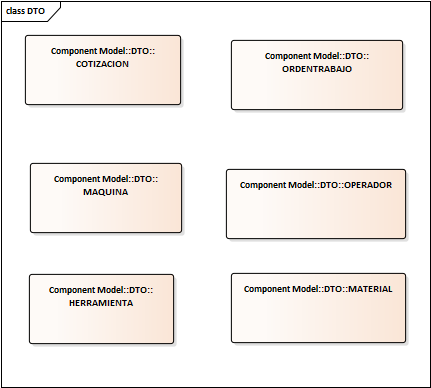 class DTO
Component Model::DTO::
COTIZACION
Component Model::DTO::
ORDENTRABAJO
Component Model::DTO::
MAQUINA
Component Model::DTO::OPERADOR
Component Model::DTO::
HERRAMIENTA
Component Model::DTO::MATERIAL